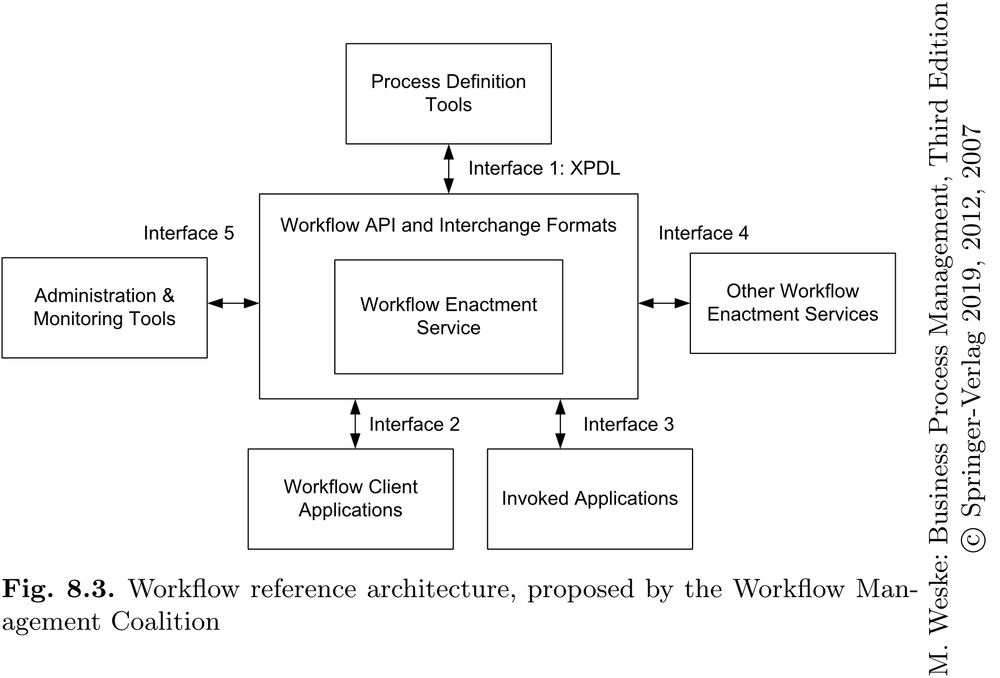 Process Definition
Tools
Interface 1: XPDL
Workflow API and Interchange Formats
Interface 5
Interface 4
Administration &
Monitoring Tools
Workflow Enactment
Service
Other Workflow
Enactment Services
Interface 2
Interface 3
Workflow Client
Applications
Invoked Applications
Fig. 8.3. Workflow reference architecture, proposed by the Workflow Man-
agement Coalition
M. Weske: Business Process Management, Third Edition
© Springer-Verlag 2019, 2012, 2007